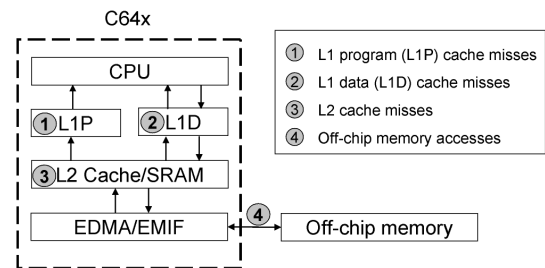 C64x
CPU
1 L1P
2 L1D
3 L2 Cache/SRAM
EDMA/EMIF
4
Off-chip memory
1 L1 program (L1P) cache misses
2 L1 data (L1D) cache misses
3 L2 cache misses
4 Off-chip memory accesses